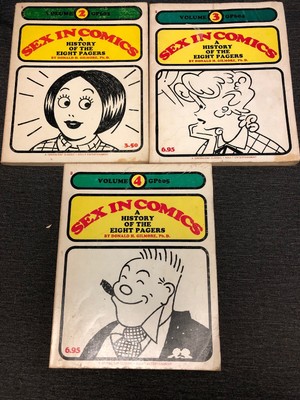 VOLUME 2
SEX IN COMICS
A
HISTORY
OF THE
EIGHT PAGERS
BY DONALD H. GILMORE, Ph.D.
VOLUME 3
SEX IN COMICS
A
HISTORY
OF THE
EIGHT PAGERS
BY DONALD H. GILMORE, Ph.D.
6.95
VOLUME 4 GP605
SEX IN COMICS
A
HISTORY
OF THE
EIGHT PAGERS
BY DONALD H. GILMORE, Ph.D.
6.95